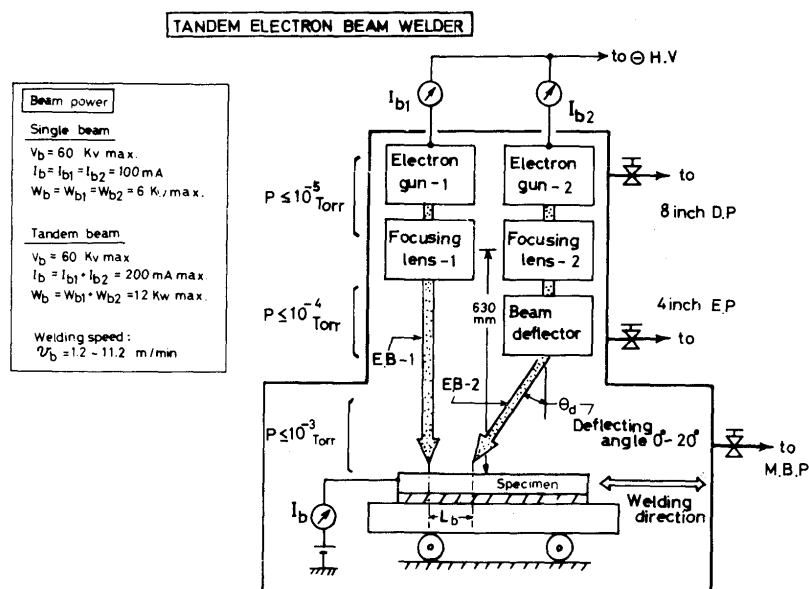 TANDEM ELECTRON BEAM WELDER
Beam power
Single beam
Vb = 60 Kv max.
Ib = Ib1 = Ib2 = 100 mA
Wb = Wb1 = Wb2 = 6 Kw max.
Tandem beam
Vb = 60 Kv max
Ib = Ib1 + Ib2 = 200 mA max.
Wb = Wb1 + Wb2 = 12 Kw max.
Welding speed :
Vb = 1.2 ~ 11.2 m/min
to ⊖ H.V
Ib1
Ib2
Electron
gun-1
Electron
gun-2
P ≤ 10⁻⁵ Torr
to
8 inch D.P
Focusing
lens-1
Focusing
lens-2
P ≤ 10⁻⁴ Torr
630
mm
Beam
deflector
4 inch E.P
to
E.B-1
E.B-2
θd
Deflecting
angle 0°~20°
P ≤ 10⁻³ Torr
to
M.B.P
Specimen
Welding
direction
Ib
Lb